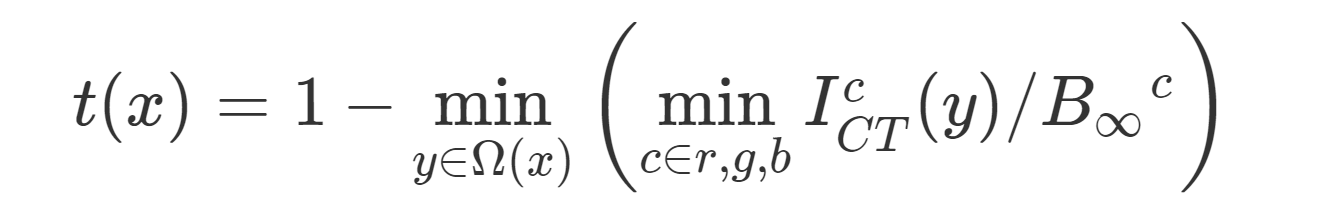 t(x) = 1 − min_{y∈Ω(x)} ( min_{c∈r,g,b} I^c_{CT}(y)/B_∞^c )